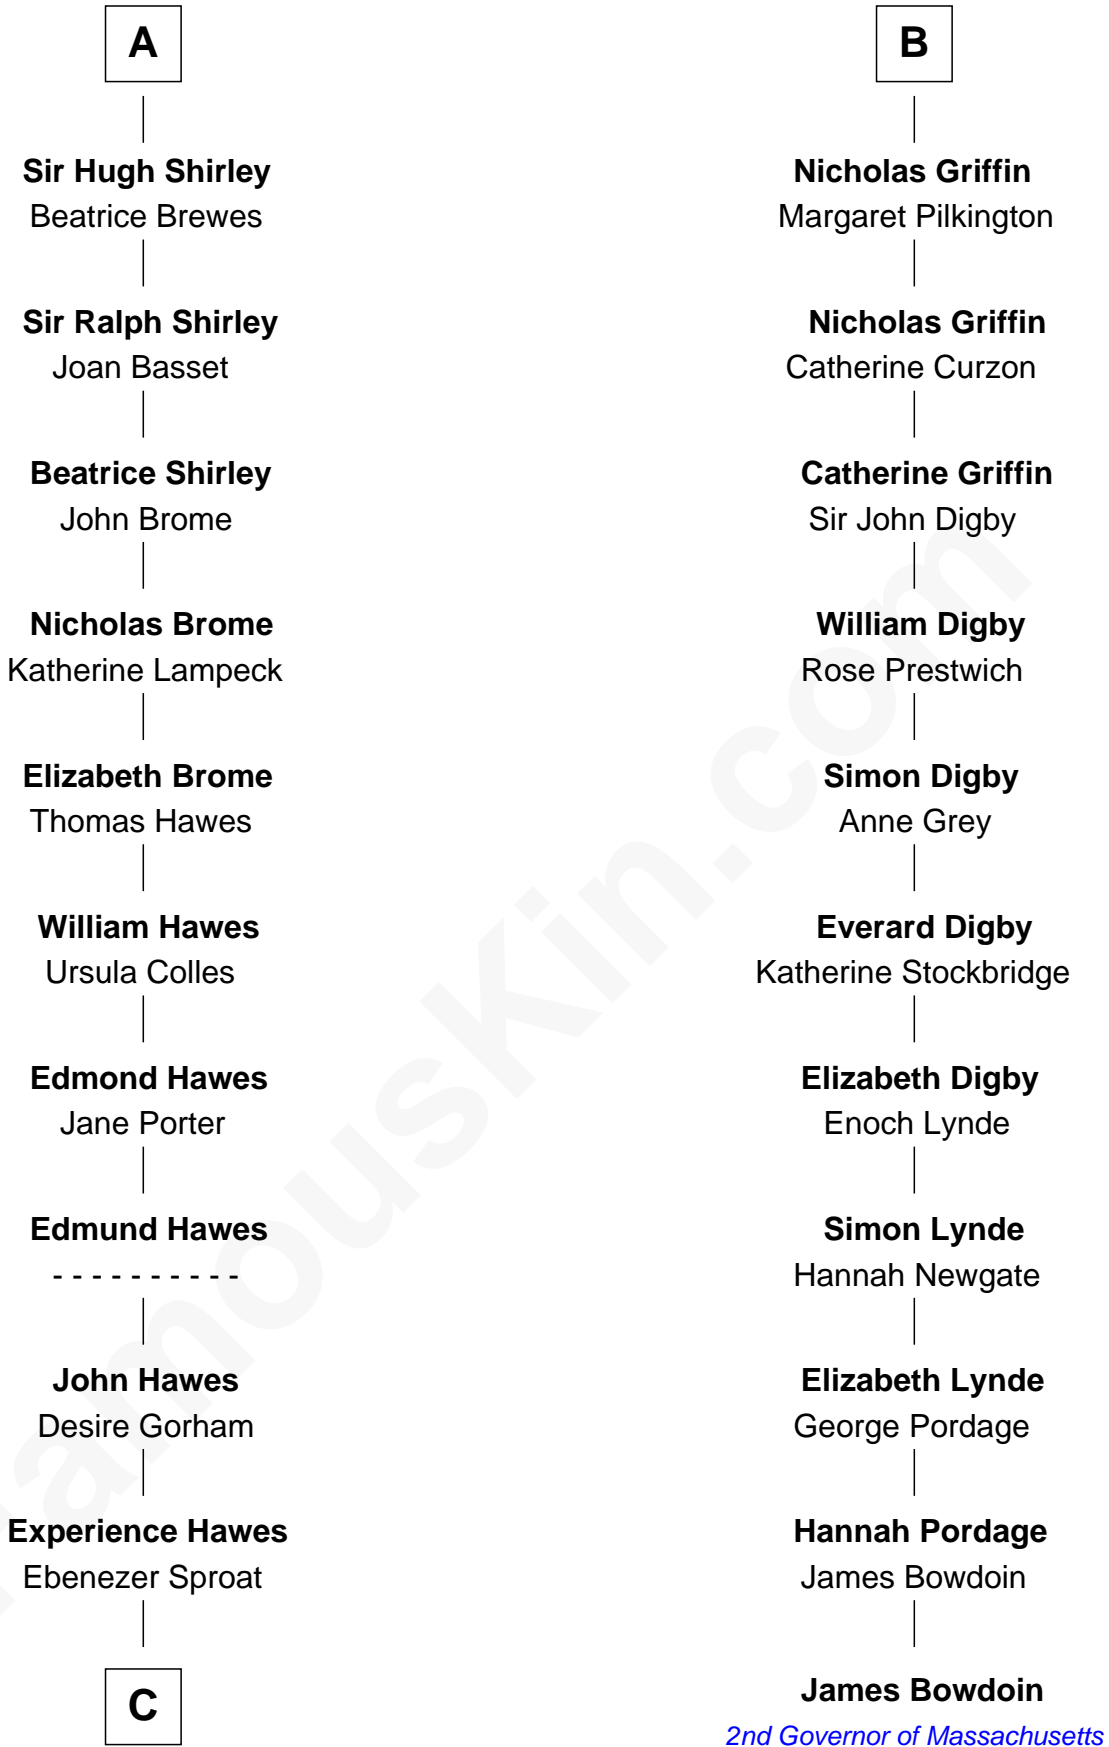 A
Sir Hugh Shirley
Beatrice Brewes
Sir Ralph Shirley
Joan Basset
Beatrice Shirley
John Brome
Nicholas Brome
Katherine Lampeck
Elizabeth Brome
Thomas Hawes
William Hawes
Ursula Colles
Edmond Hawes
Jane Porter
Edmund Hawes
- - - - - - - - - -
John Hawes
Desire Gorham
Experience Hawes
Ebenezer Sproat
C
B
Nicholas Griffin
Margaret Pilkington
Nicholas Griffin
Catherine Curzon
Catherine Griffin
Sir John Digby
William Digby
Rose Prestwich
Simon Digby
Anne Grey
Everard Digby
Katherine Stockbridge
Elizabeth Digby
Enoch Lynde
Simon Lynde
Hannah Newgate
Elizabeth Lynde
George Pordage
Hannah Pordage
James Bowdoin
James Bowdoin
2nd Governor of Massachusetts
FamousKin.com